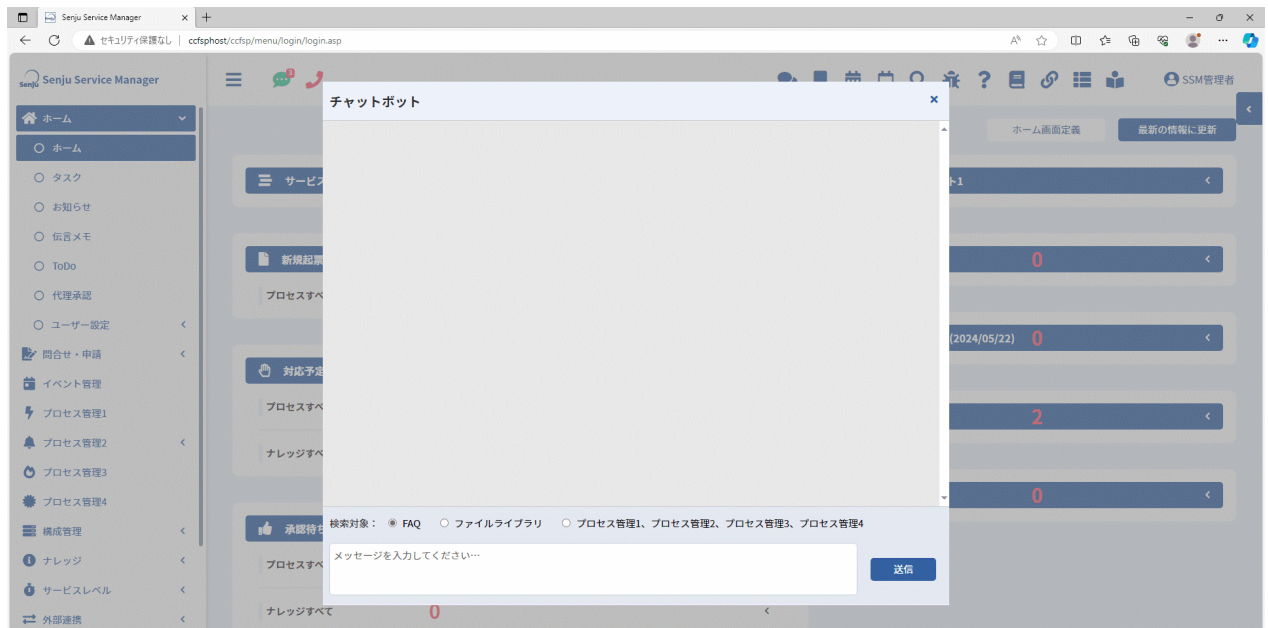 Senju Service Manager
セキュリティ保護なし
ccfsphost/ccfsp/menu/login/login.asp
Senju Senju Service Manager
3
SSM管理者
チャットボット
ホーム
ホーム
タスク
お知らせ
伝言メモ
ToDo
代理承認
ユーザー設定
問合せ・申請
イベント管理
プロセス管理1
プロセス管理2
プロセス管理3
プロセス管理4
構成管理
ナレッジ
サービスレベル
外部連携
ホーム画面定義
最新の情報に更新
サービス
ト1
新規起票
0
プロセスすべ
(2024/05/22) 0
対応予定
プロセスすべ
2
ナレッジすべ
0
承認待ち
プロセスすべ
ナレッジすべて 0
検索対象： FAQ ファイルライブラリ プロセス管理1、プロセス管理2、プロセス管理3、プロセス管理4
メッセージを入力してください…
送信